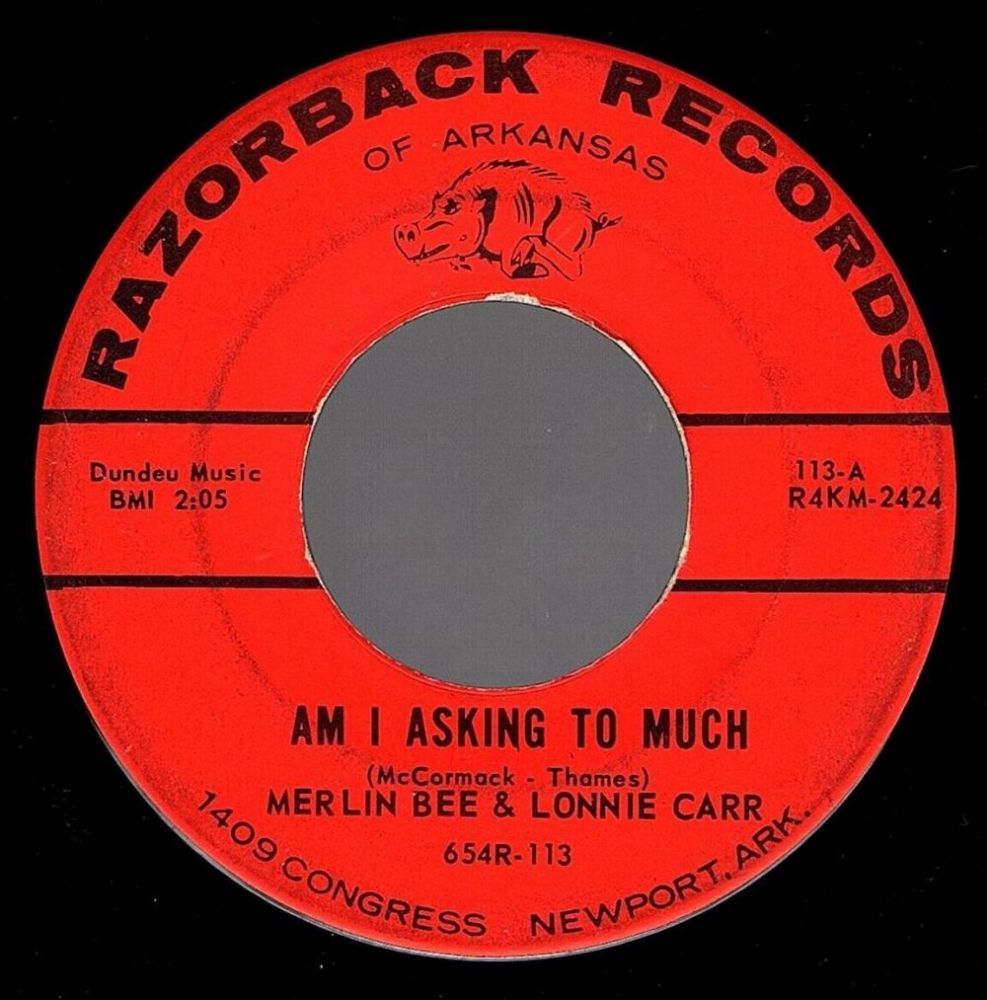 RAZORBACK RECORDS
OF ARKANSAS
Dundeu Music
BMI 2:05
113-A
R4KM-2424
AM I ASKING TO MUCH
(McCormack - Thames)
MERLIN BEE & LONNIE CARR
654R-113
1409 CONGRESS NEWPORT, ARK.